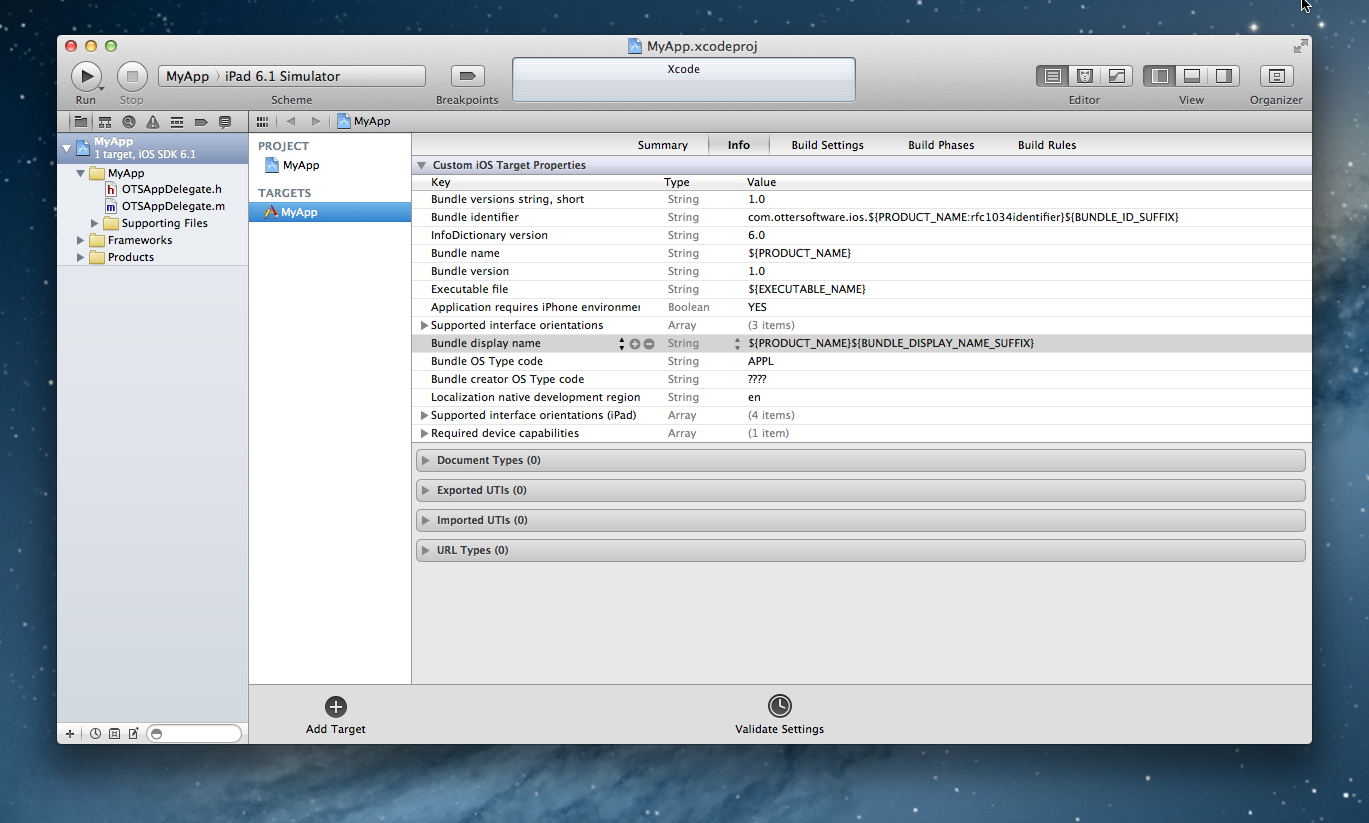 MyApp.xcodeproj
MyApp 〉 iPad 6.1 Simulator
Xcode
Run
Stop
Scheme
Breakpoints
Editor
View
Organizer
MyApp
MyApp
1 target, iOS SDK 6.1
MyApp
h OTSAppDelegate.h
m OTSAppDelegate.m
Supporting Files
Frameworks
Products
PROJECT
MyApp
TARGETS
MyApp
Summary Info Build Settings Build Phases Build Rules
Custom iOS Target Properties
Key Type Value
Bundle versions string, short String 1.0
Bundle identifier String com.ottersoftware.ios.${PRODUCT_NAME:rfc1034identifier}${BUNDLE_ID_SUFFIX}
InfoDictionary version String 6.0
Bundle name String ${PRODUCT_NAME}
Bundle version String 1.0
Executable file String ${EXECUTABLE_NAME}
Application requires iPhone environmer Boolean YES
Supported interface orientations Array (3 items)
Bundle display name String ${PRODUCT_NAME}${BUNDLE_DISPLAY_NAME_SUFFIX}
Bundle OS Type code String APPL
Bundle creator OS Type code String ????
Localization native development region String en
Supported interface orientations (iPad) Array (4 items)
Required device capabilities Array (1 item)
Document Types (0)
Exported UTIs (0)
Imported UTIs (0)
URL Types (0)
Add Target
Validate Settings